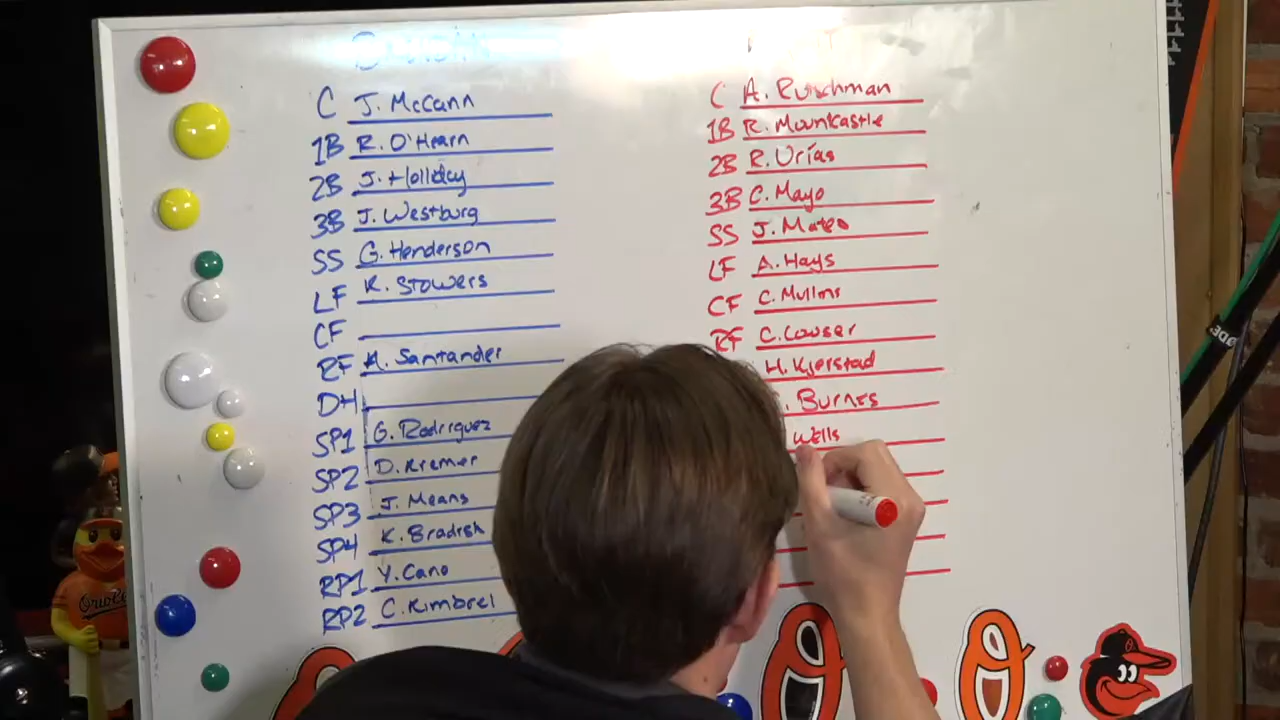 C J. McCann
1B R. O'Hearn
2B J. Holliday
3B J. Westburg
SS G. Henderson
LF K. Stowers
CF
RF A. Santander
DH
SP1 G. Rodriguez
SP2 D. Kremer
SP3 J. Means
SP4 K. Bradish
RP1 Y. Cano
RP2 C. Kimbrel
C A. Rutschman
1B R. Mountcastle
2B R. Urías
3B C. Mayo
SS J. Mateo
LF A. Hays
CF C. Mullins
RF C. Cowser
H. Kjerstad
. Burnes
Wells
Orioles